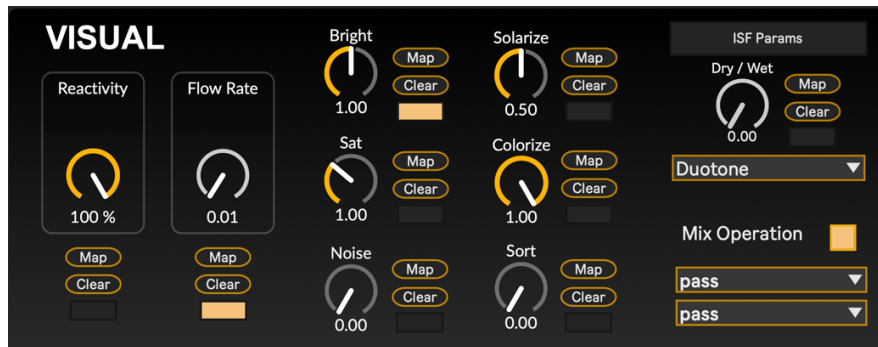 VISUAL
Reactivity
100 %
Map
Clear
Flow Rate
0.01
Map
Clear
Bright
1.00
Map
Clear
Sat
1.00
Map
Clear
Noise
0.00
Map
Clear
Solarize
0.50
Map
Clear
Colorize
1.00
Map
Clear
Sort
0.00
Map
Clear
ISF Params
Dry / Wet
0.00
Map
Clear
Duotone
Mix Operation
pass
pass